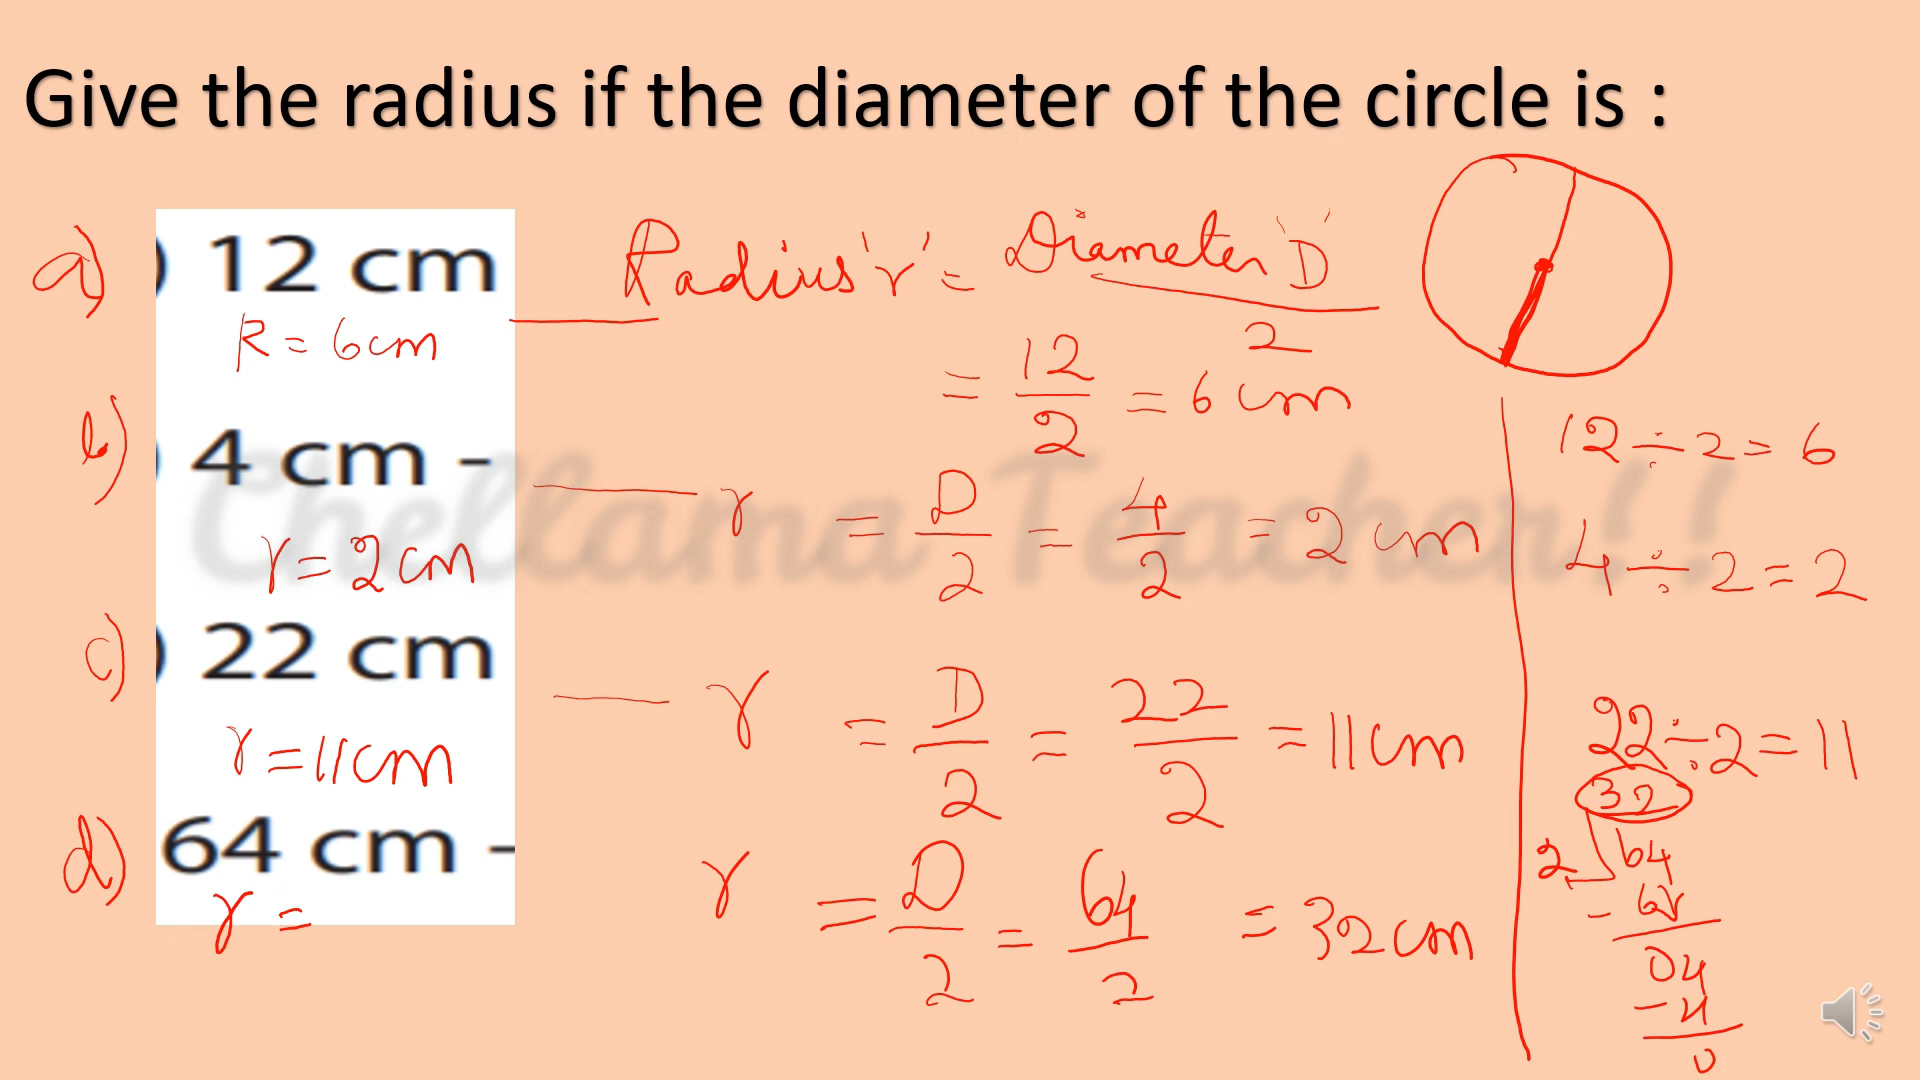 Give the radius if the diameter of the circle is :
a) ) 12 cm
R = 6cm
Radius 'r' = Diameter 'D'
2
= 12
2
= 6 cm
12 ÷ 2 = 6
b) ) 4 cm -
r = 2cm
r = D
2
= 4
2
= 2 cm
4 ÷ 2 = 2
Chellama Teacher!!
c) ) 22 cm
r = 11cm
r = D
2
= 22
2
= 11cm
22 ÷ 2 = 11
d) 64 cm -
r =
r = D
2
= 64
2
= 32cm
32
2 64
- 6
04
- 4
0